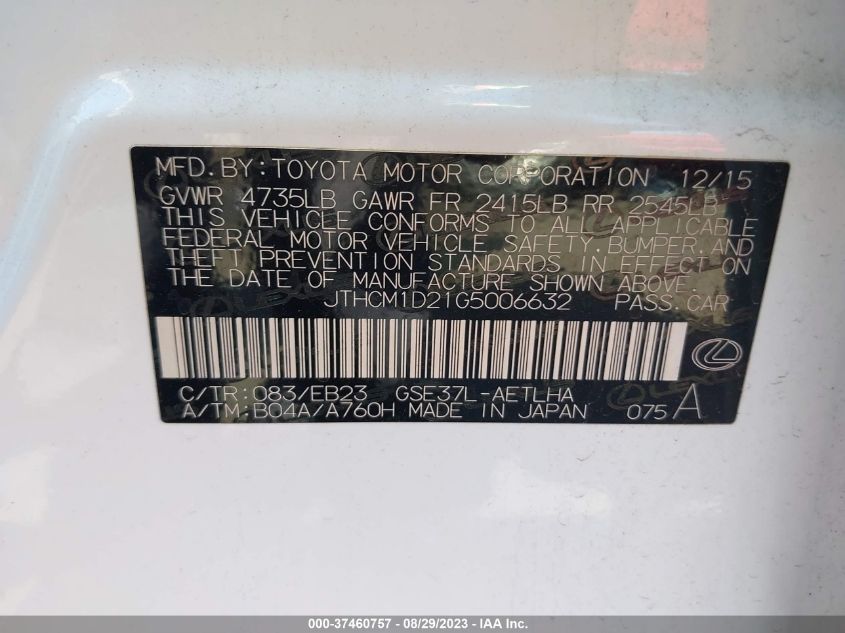 MFD. BY: TOYOTA MOTOR CORPORATION 12/15
GVWR 4735LB GAWR FR 2415LB RR 2545LB
THIS VEHICLE CONFORMS TO ALL APPLICABLE
FEDERAL MOTOR VEHICLE SAFETY, BUMPER, AND
THEFT PREVENTION STANDARDS IN EFFECT ON
THE DATE OF MANUFACTURE SHOWN ABOVE.
JTHCM1D21G5006632 PASS. CAR
C/TR: 083/EB23 GSE37L-AETLHA
A/TM: B04A/A760H MADE IN JAPAN 075 A
000-37460757 - 08/29/2023 - IAA Inc.